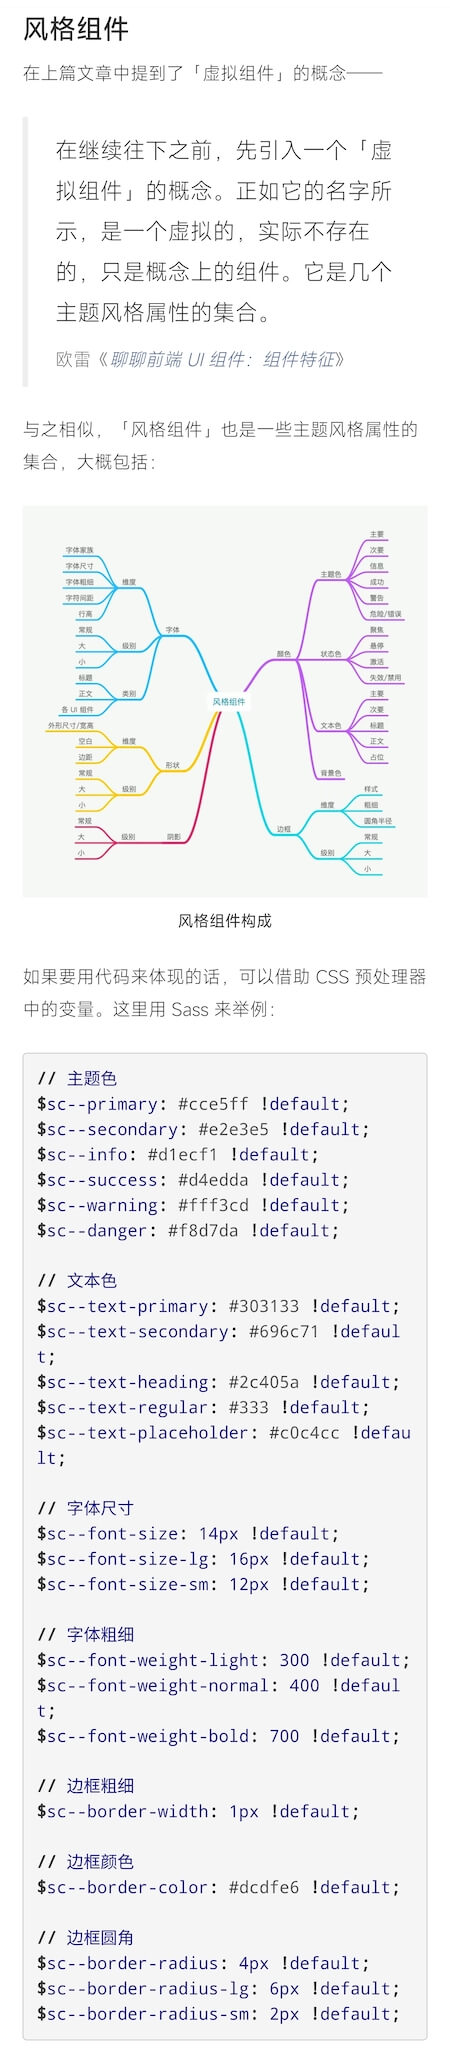 风格组件
在上篇文章中提到了「虚拟组件」的概念——
在继续往下之前，先引入一个「虚
拟组件」的概念。正如它的名字所
示，是一个虚拟的，实际不存在
的，只是概念上的组件。它是几个
主题风格属性的集合。
欧雷《聊聊前端 UI 组件：组件特征》
与之相似，「风格组件」也是一些主题风格属性的
集合，大概包括：
风格组件
字体
维度
字体家族
字体尺寸
字体粗细
字符间距
行高
级别
常规
大
小
类别
标题
正文
各 UI 组件
形状
维度
外形尺寸/宽高
空白
边距
级别
常规
大
小
阴影
级别
常规
大
小
颜色
主题色
主要
次要
信息
成功
警告
危险/错误
状态色
聚焦
悬停
激活
失效/禁用
文本色
主要
次要
标题
正文
占位
背景色
边框
维度
样式
粗细
圆角半径
级别
常规
大
小
风格组件构成
如果要用代码来体现的话，可以借助 CSS 预处理器
中的变量。这里用 Sass 来举例：
// 主题色
$sc--primary: #cce5ff !default;
$sc--secondary: #e2e3e5 !default;
$sc--info: #d1ecf1 !default;
$sc--success: #d4edda !default;
$sc--warning: #fff3cd !default;
$sc--danger: #f8d7da !default;
// 文本色
$sc--text-primary: #303133 !default;
$sc--text-secondary: #696c71 !defaul
t;
$sc--text-heading: #2c405a !default;
$sc--text-regular: #333 !default;
$sc--text-placeholder: #c0c4cc !defau
lt;
// 字体尺寸
$sc--font-size: 14px !default;
$sc--font-size-lg: 16px !default;
$sc--font-size-sm: 12px !default;
// 字体粗细
$sc--font-weight-light: 300 !default;
$sc--font-weight-normal: 400 !defaul
t;
$sc--font-weight-bold: 700 !default;
// 边框粗细
$sc--border-width: 1px !default;
// 边框颜色
$sc--border-color: #dcdfe6 !default;
// 边框圆角
$sc--border-radius: 4px !default;
$sc--border-radius-lg: 6px !default;
$sc--border-radius-sm: 2px !default;